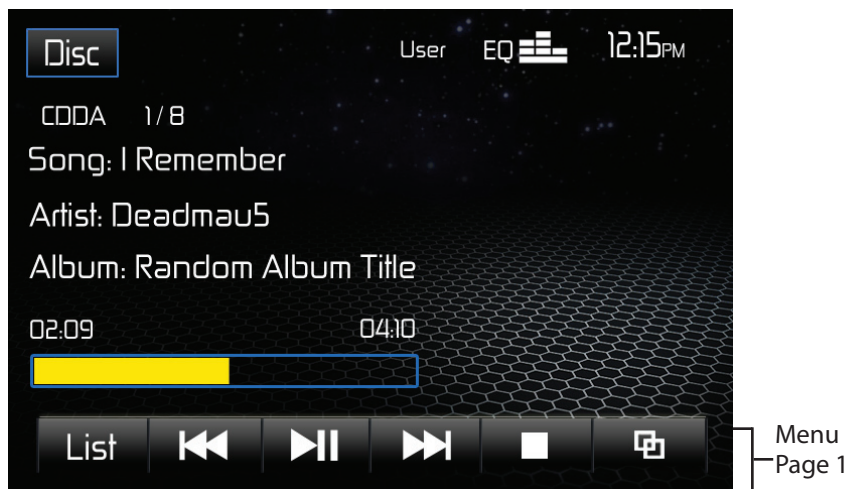 Disc User EQ 12:15PM
CDDA 1/8
Song: I Remember
Artist: Deadmau5
Album: Random Album Title
02:09 04:10
List
Menu
Page 1